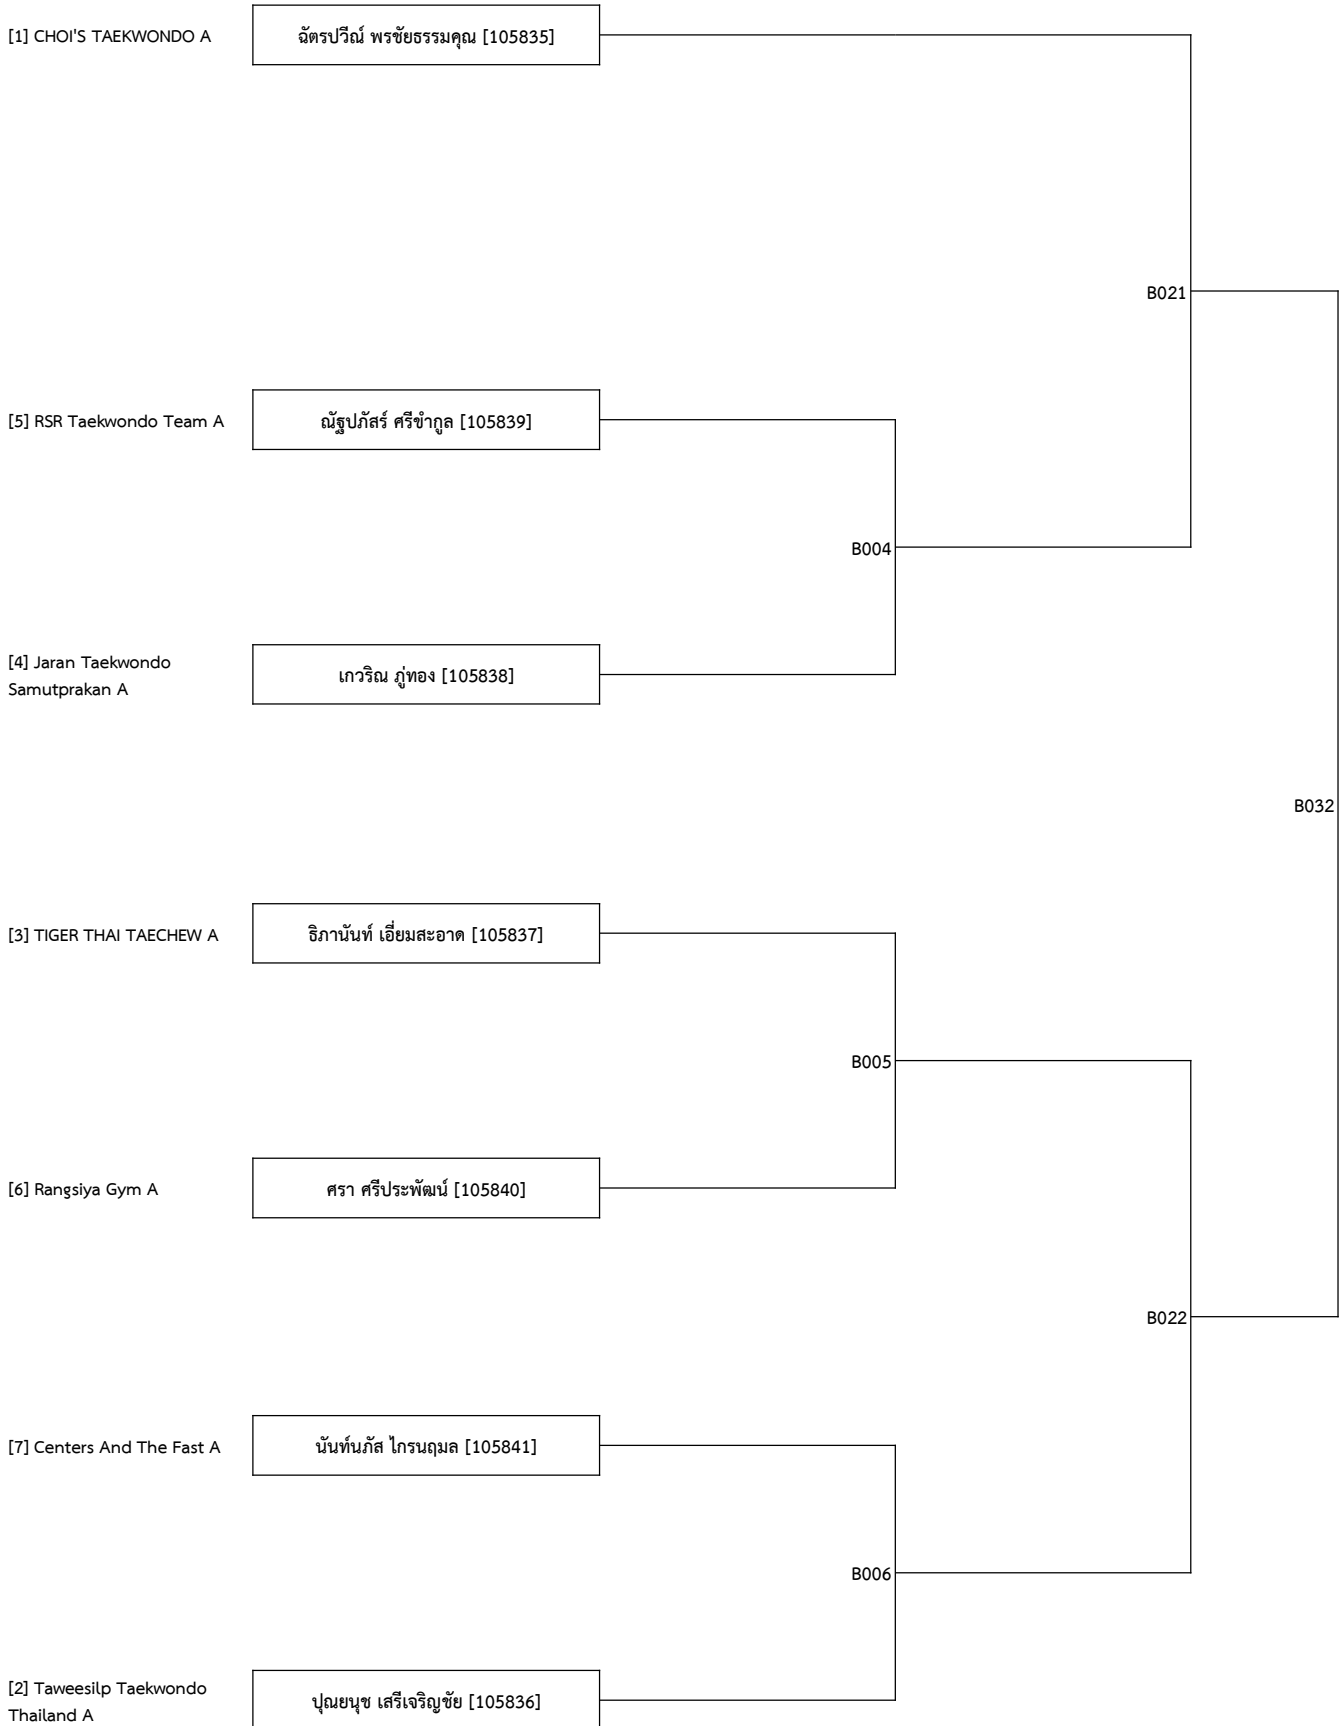 [1] CHOI'S TAEKWONDO A
ฉัตรปวีณ์ พรชัยธรรมคุณ [105835]
B021
[5] RSR Taekwondo Team A
ณัฐปภัสร์ ศรีขำกูล [105839]
B004
[4] Jaran Taekwondo
Samutprakan A
เกวริณ ภู่ทอง [105838]
B032
[3] TIGER THAI TAECHEW A
ธิภานันท์ เอี่ยมสะอาด [105837]
B005
[6] Rangsiya Gym A
ศรา ศรีประพัฒน์ [105840]
B022
[7] Centers And The Fast A
นันท์นภัส ไกรนฤมล [105841]
B006
[2] Taweesilp Taekwondo
Thailand A
ปุณยนุช เสรีเจริญชัย [105836]